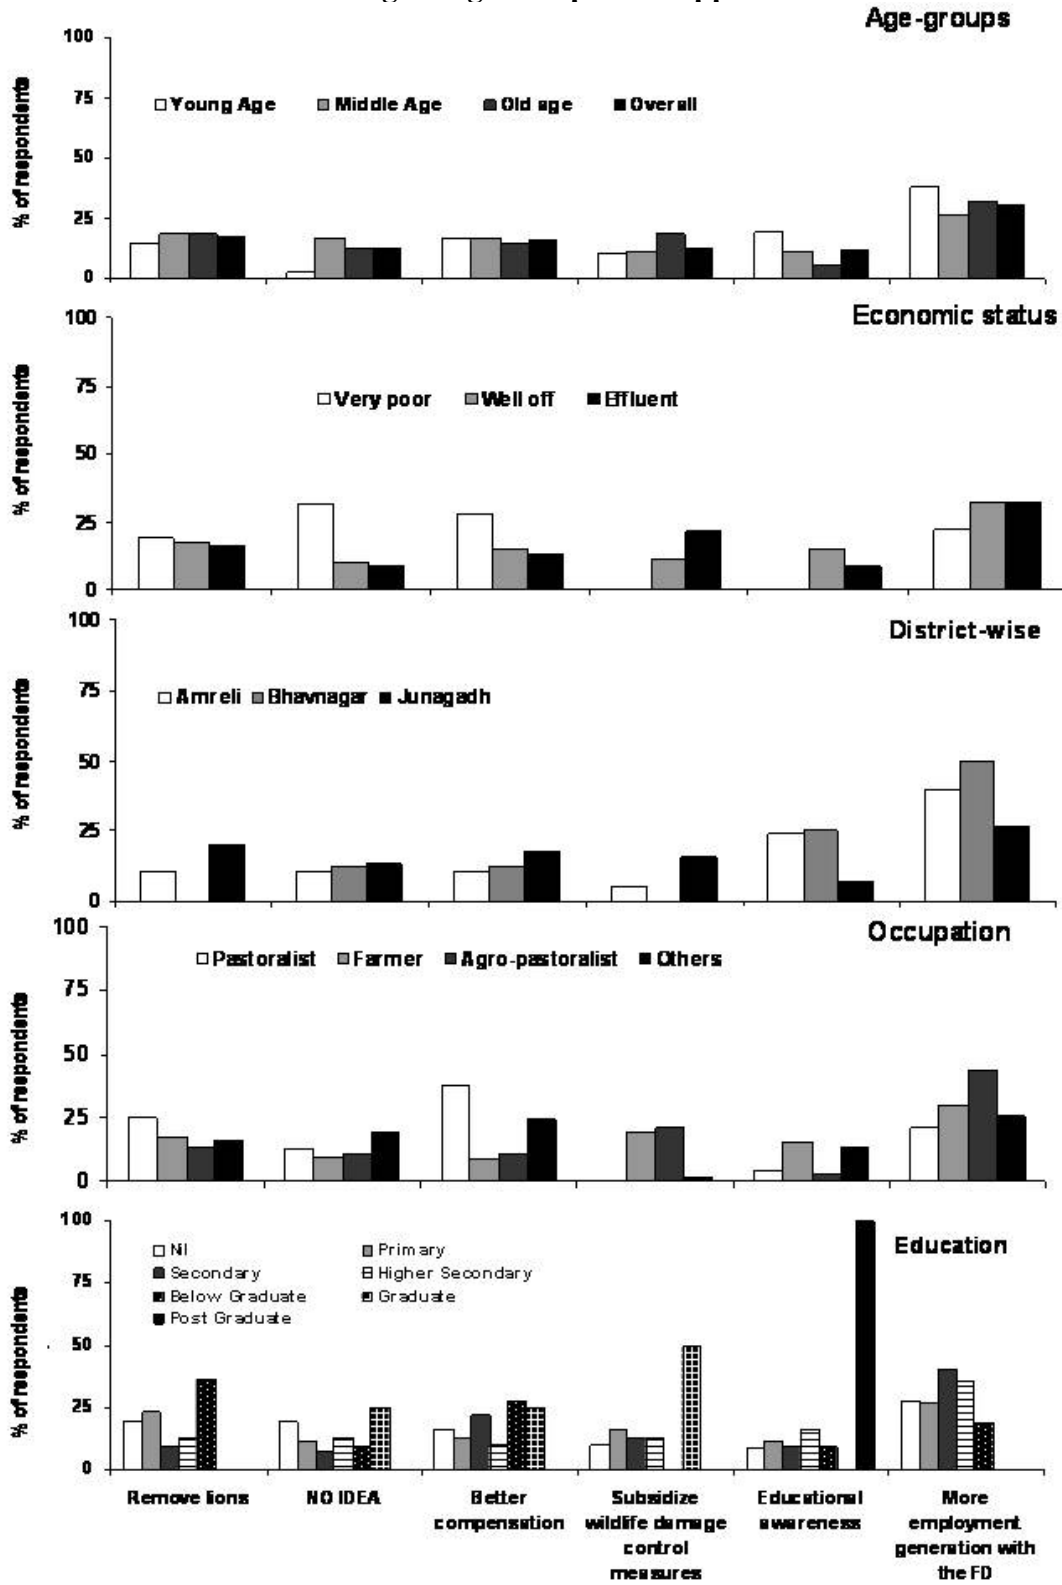 Age-groups
100
75
50
25
0
% of respondents
Young Age Middle Age Old age Overall
Economic status
100
75
50
25
0
% of respondents
Very poor Well off Effluent
District-wise
100
75
50
25
0
% of respondents
Amreli Bhavnagar Junagadh
Occupation
100
75
50
25
0
% of respondents
Pastoralist Farmer Agro-pastoralist Others
Education
100
75
50
25
0
% of respondents
Nil Primary
Secondary Higher Secondary
Below Graduate Graduate
Post Graduate
Remove lions NO IDEA Better Subsidize Educational More
compensation wildlife damage awareness employment
control generation with
measures the FD